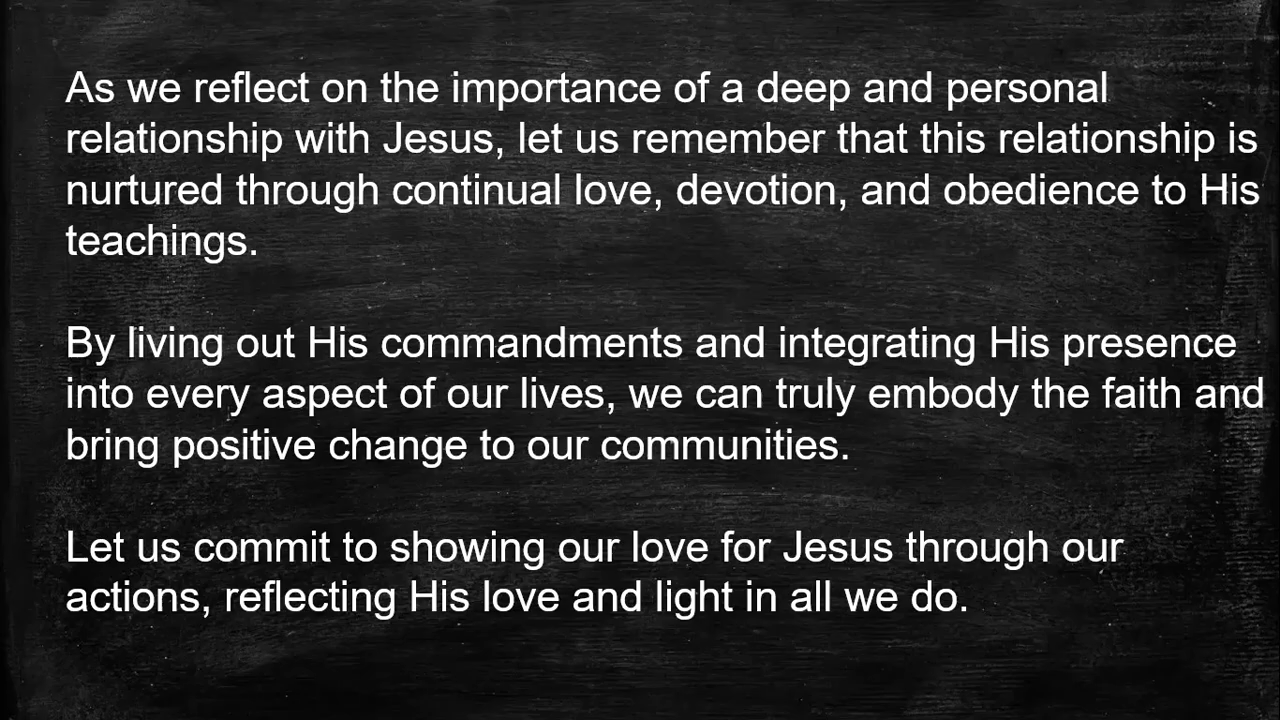 As we reflect on the importance of a deep and personal
relationship with Jesus, let us remember that this relationship is
nurtured through continual love, devotion, and obedience to His
teachings.
By living out His commandments and integrating His presence
into every aspect of our lives, we can truly embody the faith and
bring positive change to our communities.
Let us commit to showing our love for Jesus through our
actions, reflecting His love and light in all we do.